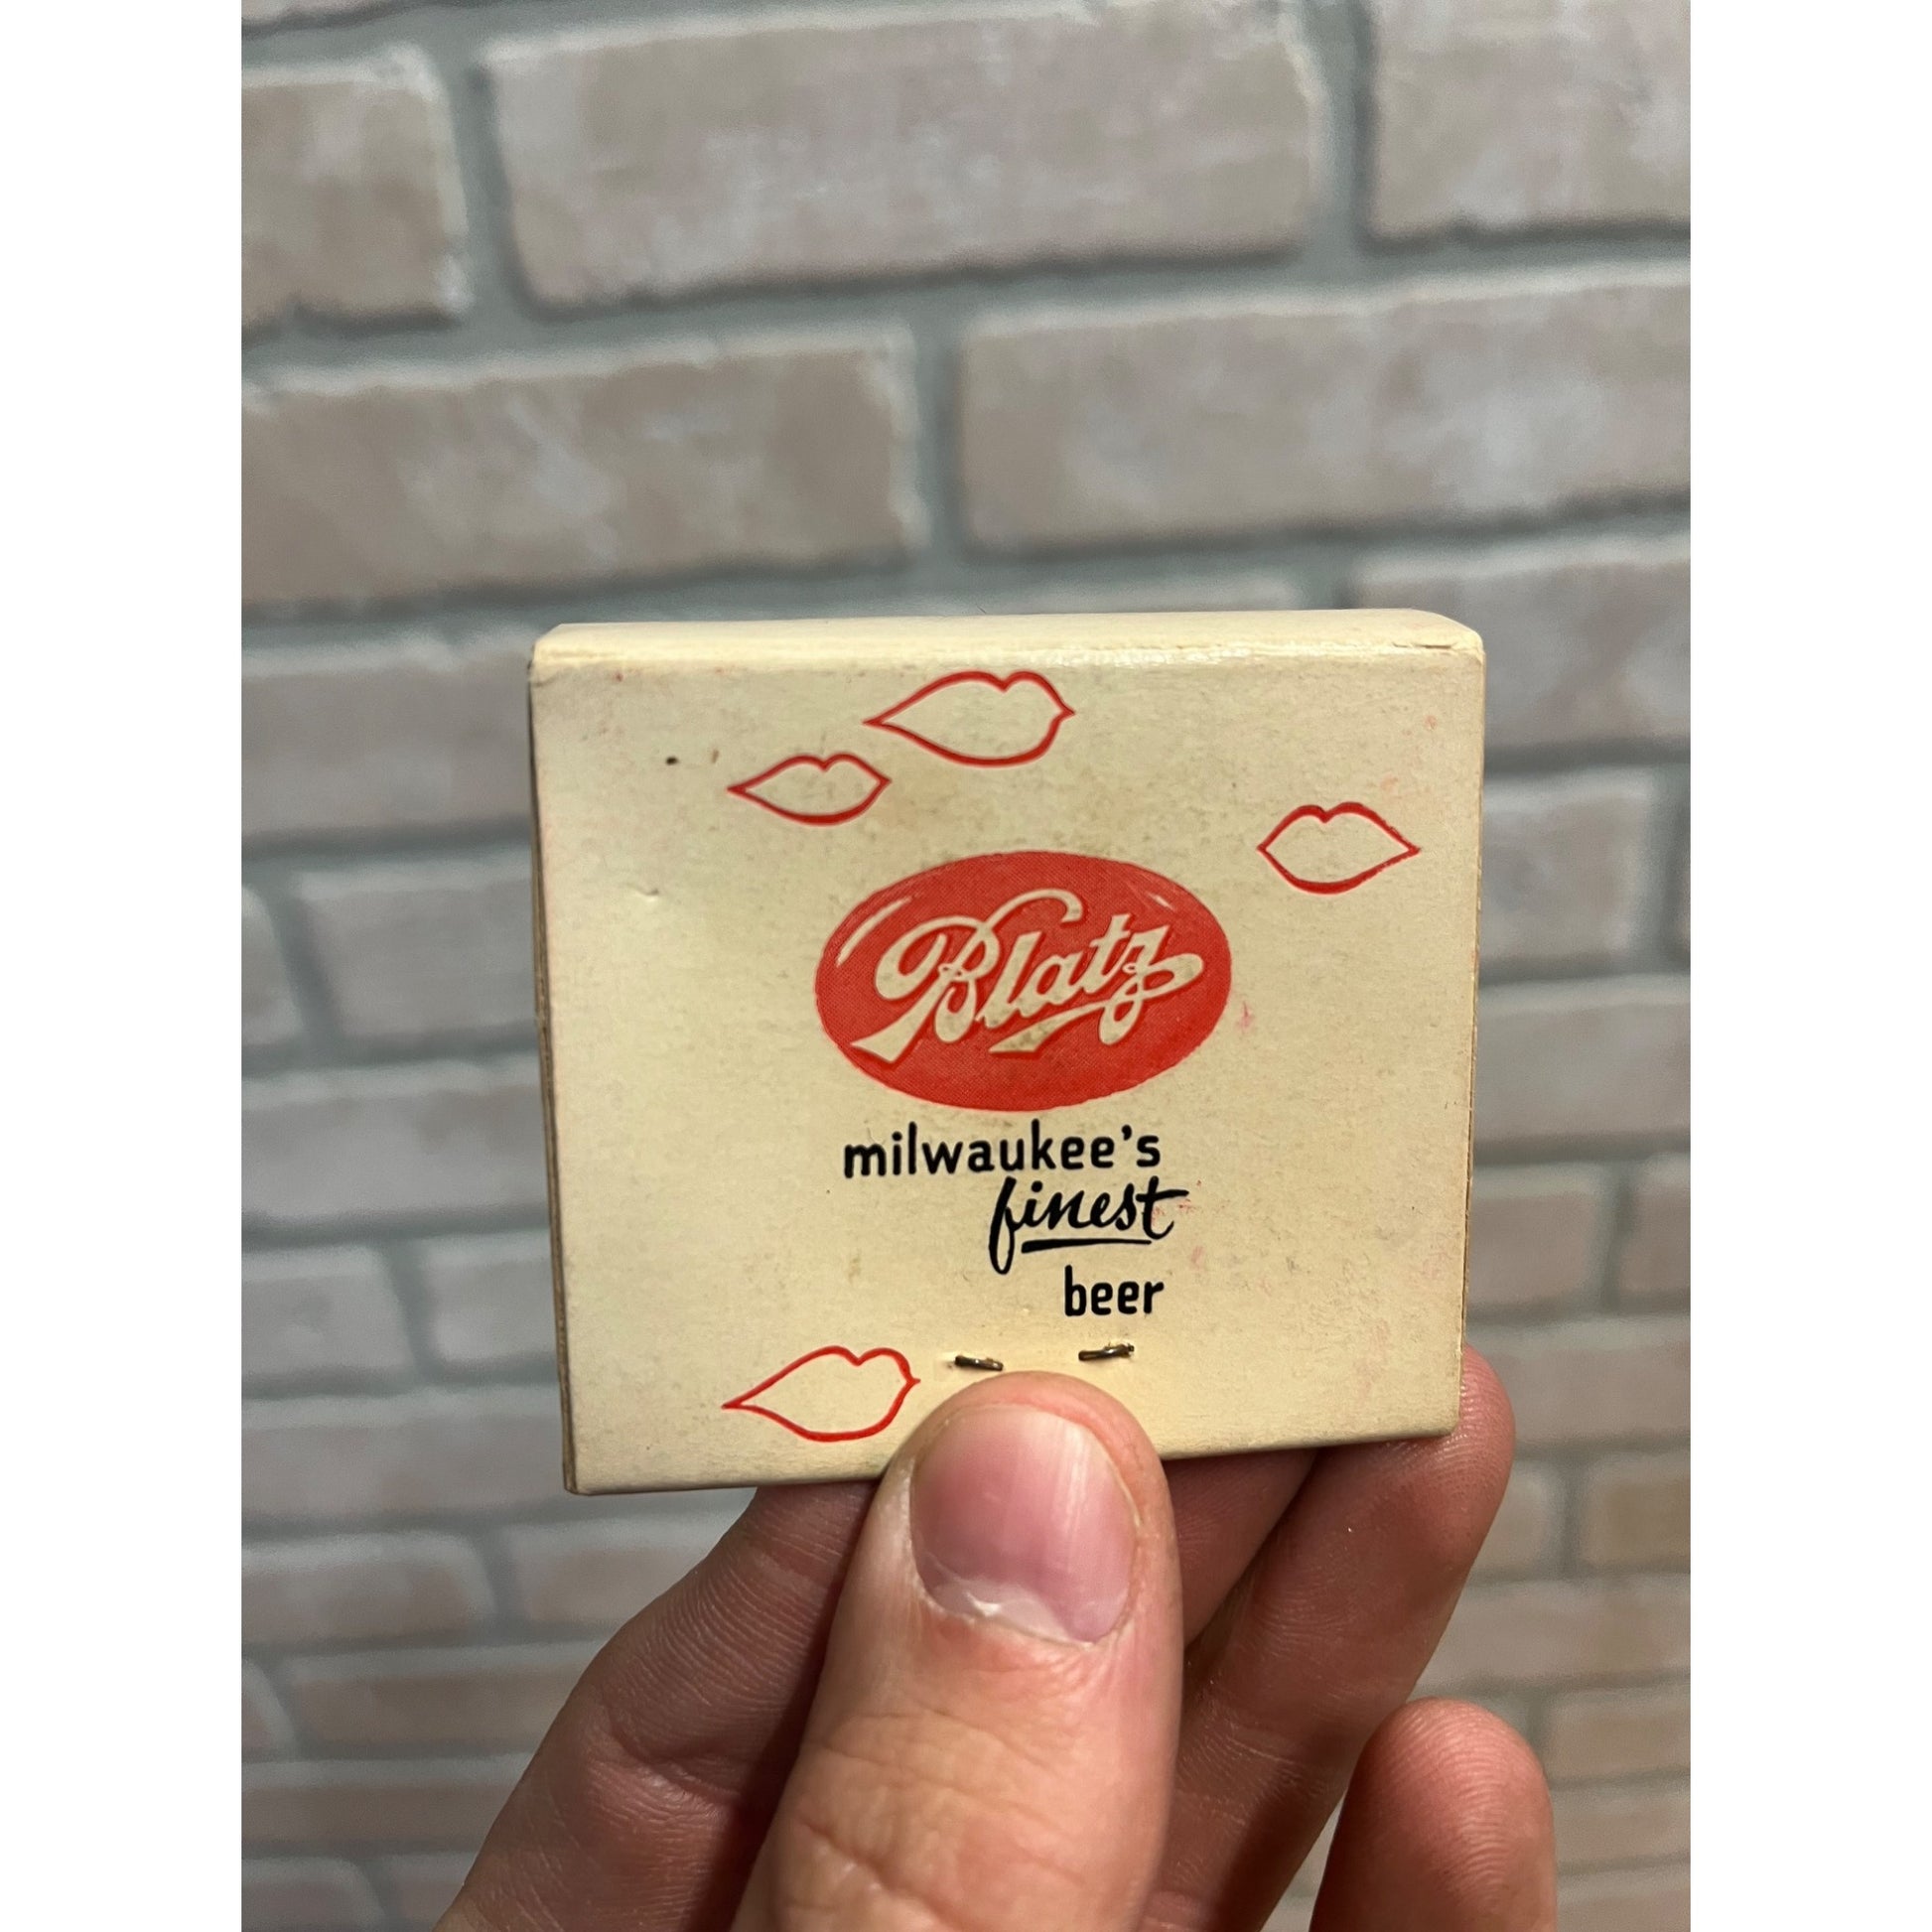 Blatz
milwaukee's
finest
beer